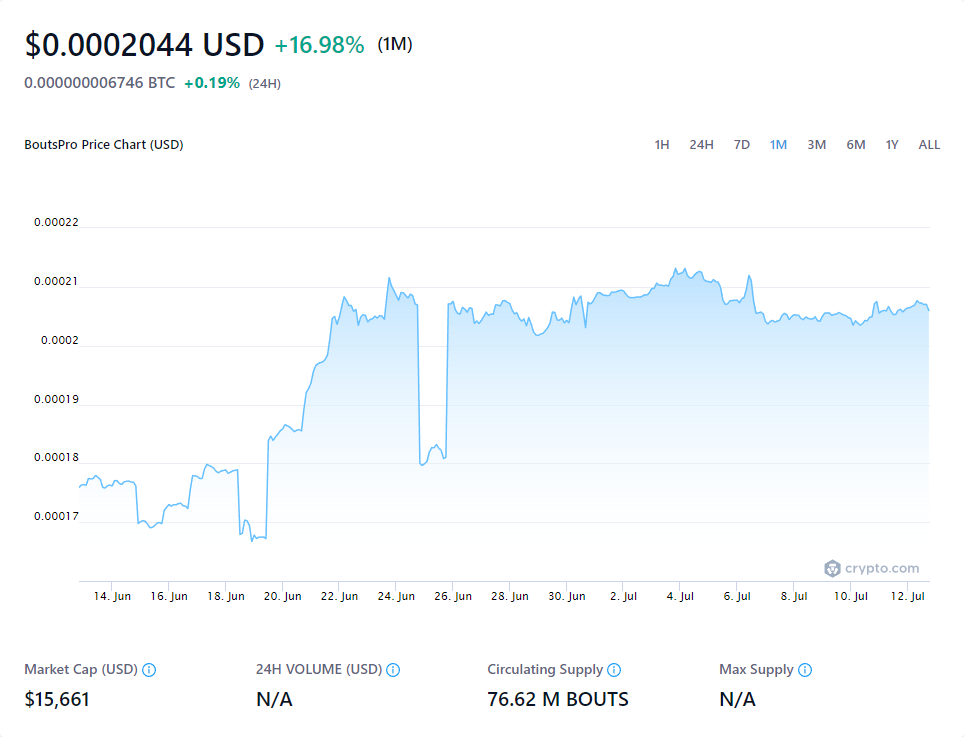 $0.0002044 USD +16.98% (1M)
0.000000006746 BTC +0.19% (24H)
BoutsPro Price Chart (USD) 1H 24H 7D 1M 3M 6M 1Y ALL
0.00022
0.00021
0.0002
0.00019
0.00018
0.00017
crypto.com
14. Jun 16. Jun 18. Jun 20. Jun 22. Jun 24. Jun 26. Jun 28. Jun 30. Jun 2. Jul 4. Jul 6. Jul 8. Jul 10. Jul 12. Jul
Market Cap (USD) 24H VOLUME (USD) Circulating Supply Max Supply
$15,661 N/A 76.62 M BOUTS N/A